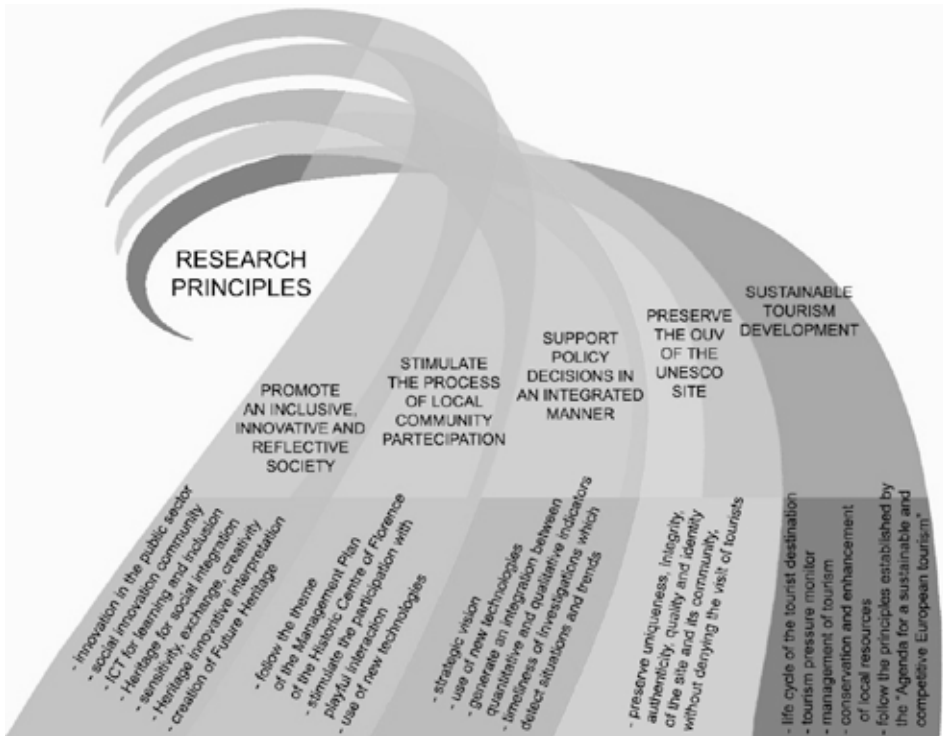 RESEARCH
PRINCIPLES
PROMOTE
AN INCLUSIVE,
INNOVATIVE AND
REFLECTIVE
SOCIETY
STIMULATE
THE PROCESS
OF LOCAL
COMMUNITY
PARTECIPATION
SUPPORT
POLICY
DECISIONS IN
AN INTEGRATED
MANNER
PRESERVE
THE OUV
OF THE
UNESCO
SITE
SUSTAINABLE
TOURISM
DEVELOPMENT
- innovation in the public sector
- social innovation community
- ICT for learning and inclusion
- Heritage for social integration
- sensitivity, exchange, creativity
- Heritage Innovative interpretation
- creation of Future Heritage
- follow the theme
of the Management Plan
of the Historic Centre of Florence
- stimulate the participation with
playful interaction
- use of new technologies
- strategic vision
- use of new technologies
- generate an integration between
quantitative and qualitative indicators
- timelines of investigations which
detect situations and trends
- preserve uniqueness, integrity,
authenticity, quality and identity
of the site and its community,
without denying the visit of tourists
- life cycle of the tourist destination
- tourism pressure monitor
- management of tourism
- conservation and enhancement
of local resources
- follow the principles established by
the "Agenda for a sustainable and
competitive European tourism"